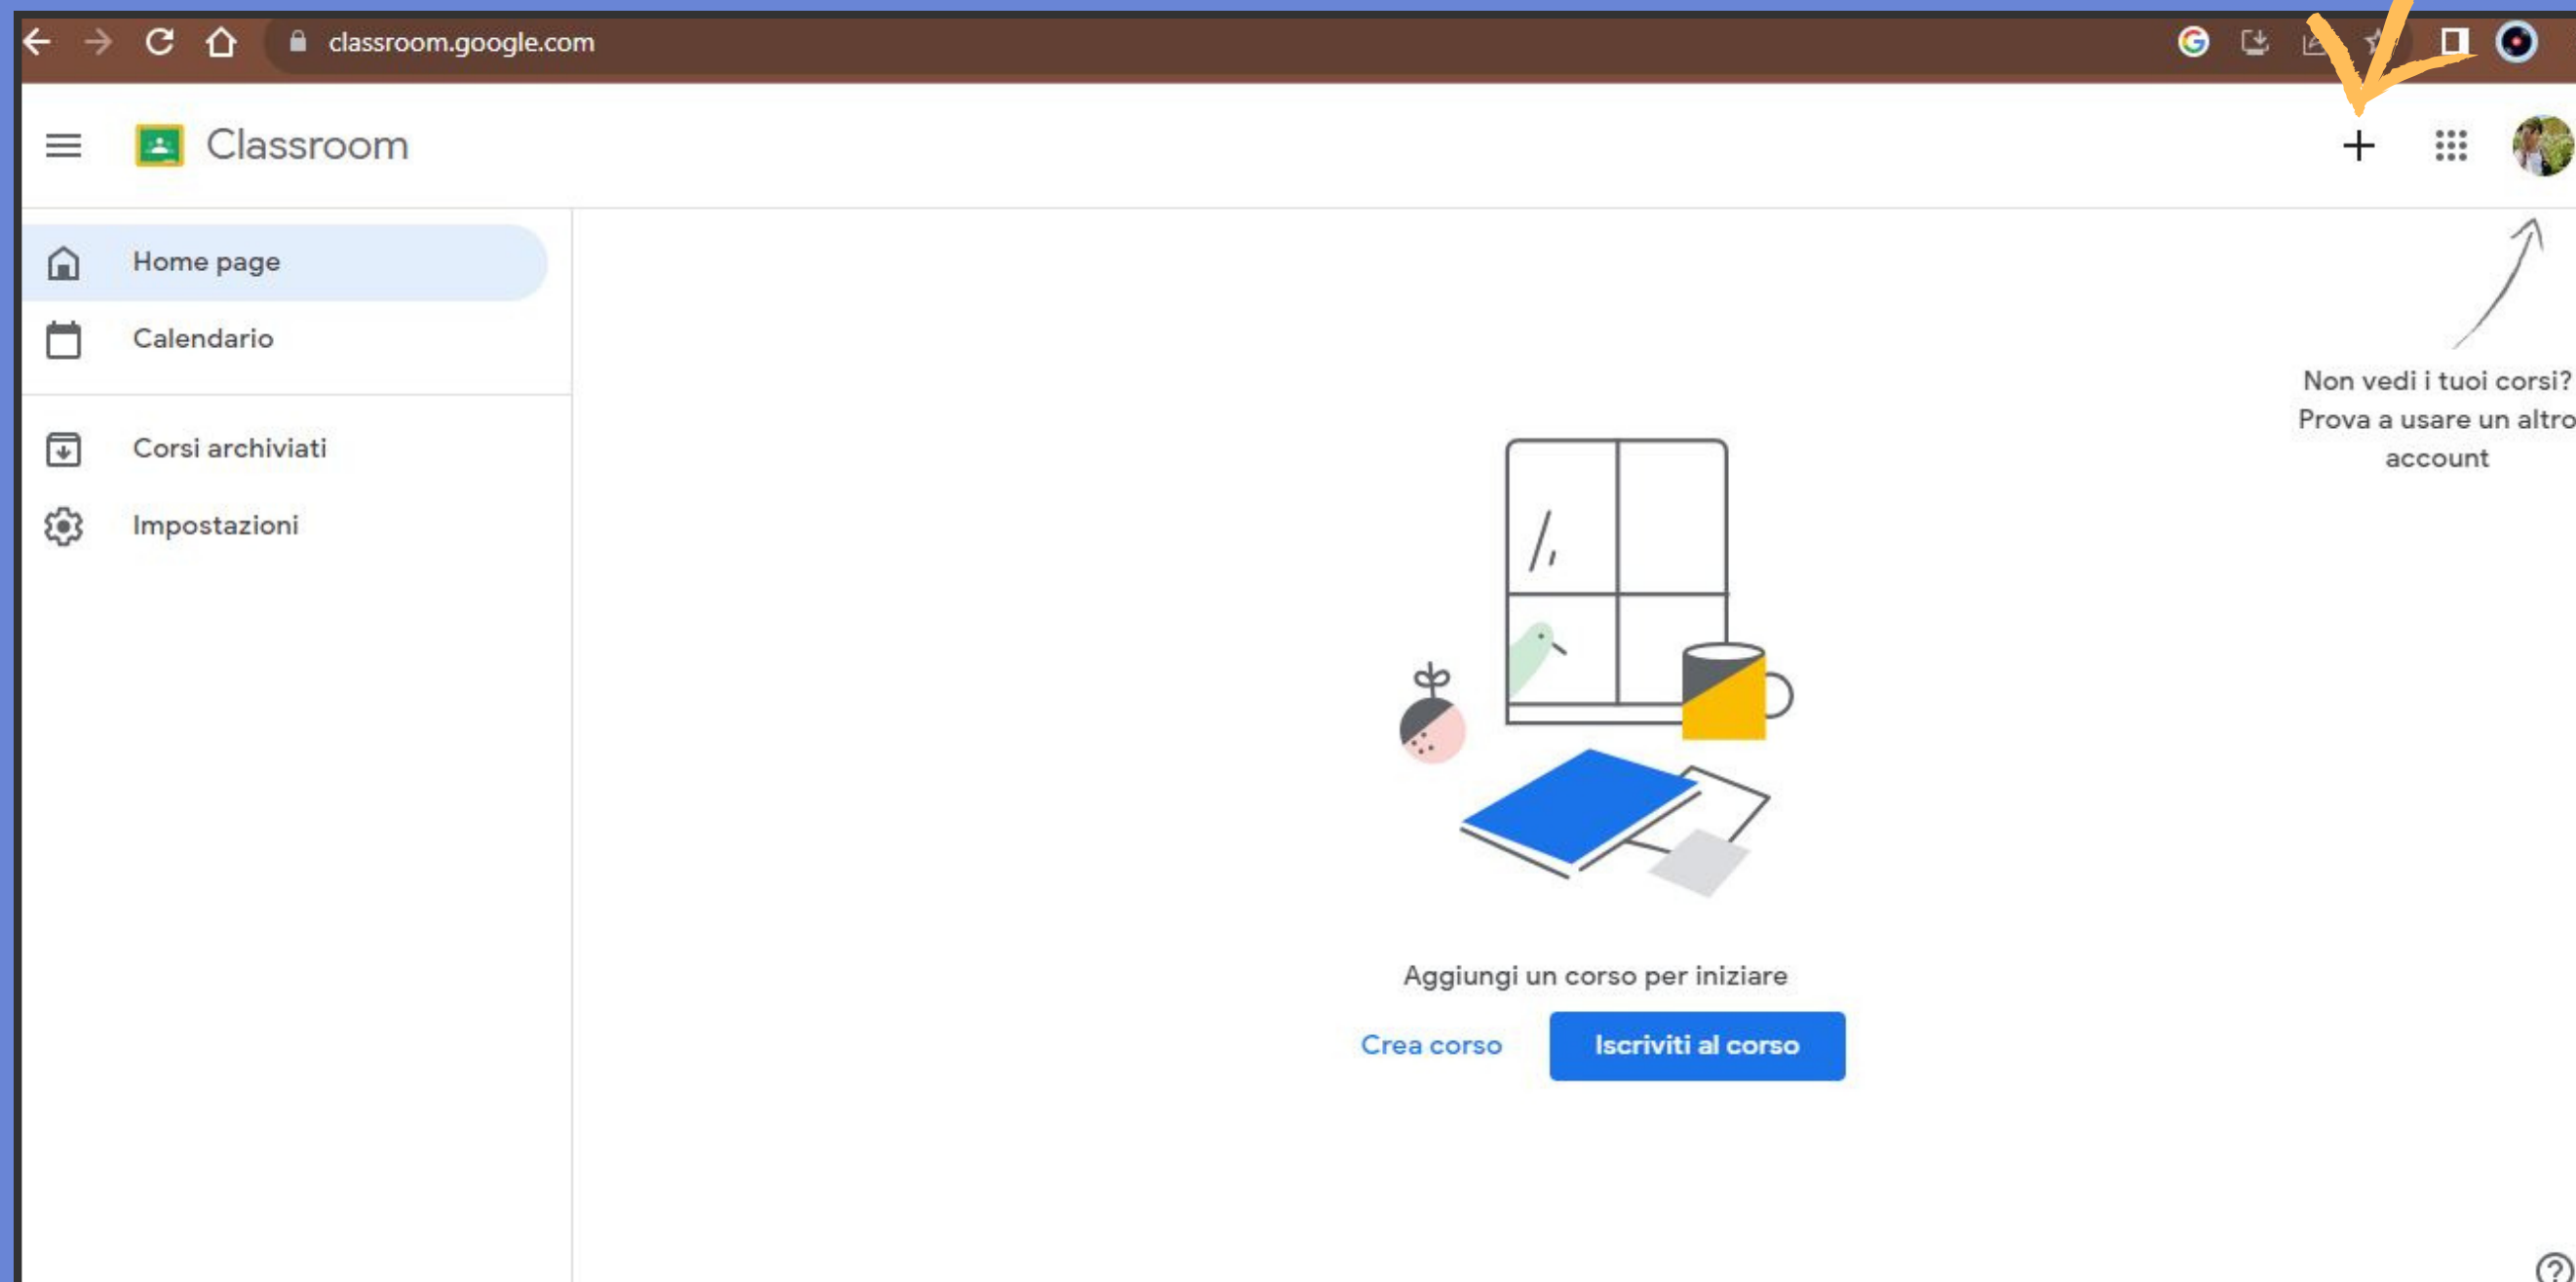 classroom.google.com
Classroom
Home page
Calendario
Corsi archiviati
Impostazioni
Non vedi i tuoi corsi?
Prova a usare un altro
account
Aggiungi un corso per iniziare
Crea corso
Iscriviti al corso